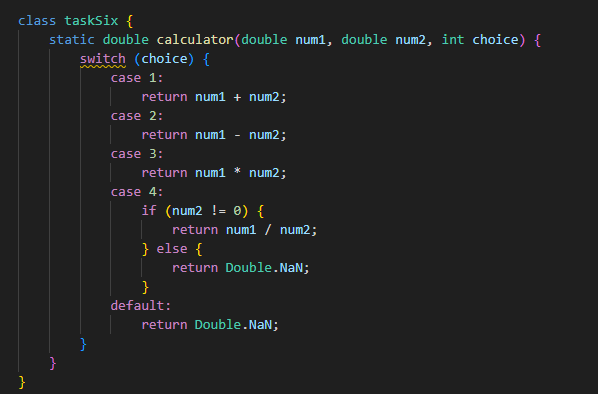 class taskSix {
    static double calculator(double num1, double num2, int choice) {
        switch (choice) {
            case 1:
                return num1 + num2;
            case 2:
                return num1 - num2;
            case 3:
                return num1 * num2;
            case 4:
                if (num2 != 0) {
                    return num1 / num2;
                } else {
                    return Double.NaN;
                }
            default:
                return Double.NaN;
        }
    }
}